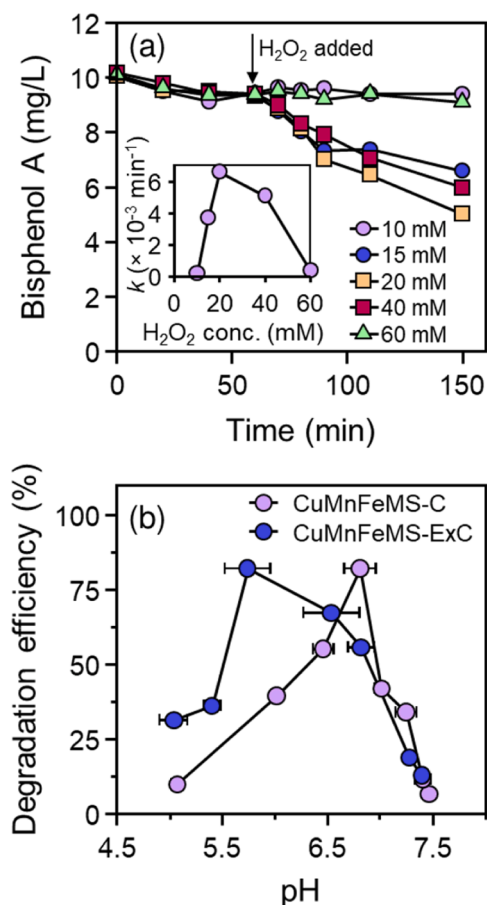 (a)
H₂O₂ added
Bisphenol A (mg/L)
12
10
8
6
4
2
0
k (× 10⁻³ min⁻¹)
6
4
2
0
0 20 40 60
H₂O₂ conc. (mM)
10 mM
15 mM
20 mM
40 mM
60 mM
0 50 100 150
Time (min)
(b)
CuMnFeMS-C
CuMnFeMS-ExC
Degradation efficiency (%)
100
75
50
25
0
4.5 5.5 6.5 7.5
pH